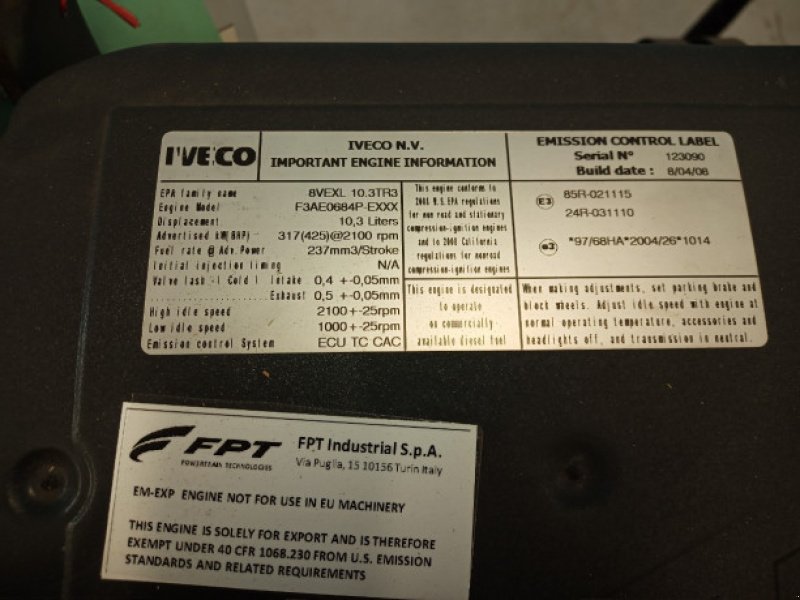 IVECO
IVECO N.V.
IMPORTANT ENGINE INFORMATION
EMISSION CONTROL LABEL
Serial N° 123090
Build date : 8/04/08
EPA family name 8VEXL 10.3TR3
Engine Model F3AE0684P-EXXX
Displacement 10,3 Liters
Advertised kW(BHP) 317(425)@2100 rpm
Fuel rate @ Adv. Power 237mm3/Stroke
Initial injection timing N/A
Valve lash -( Cold ) Intake 0,4 +-0,05mm
Exhaust 0,5 +-0,05mm
High idle speed 2100+-25rpm
Low idle speed 1000+-25rpm
Emission control System ECU TC CAC
This engine conforms to
2008 U.S EPA regulations
for non road and stationary
compression-ignition engines
and to 2008 California
regulations for nonroad
compression-ignition engines
This engine is designated
to operate
on commercially
available diesel fuel
E3 85R-021115
24R-031110
e3 *97/68HA*2004/26*1014
When making adjustments, set parking brake and
block wheels. Adjust idle speed with engine at
normal operating temperature, accessories and
headlights off, and transmission in neutral.
FPT
POWERTRAIN TECHNOLOGIES
FPT Industrial S.p.A.
Via Puglia, 15 10156 Turin Italy
EM-EXP ENGINE NOT FOR USE IN EU MACHINERY
THIS ENGINE IS SOLELY FOR EXPORT AND IS THEREFORE
EXEMPT UNDER 40 CFR 1068.230 FROM U.S. EMISSION
STANDARDS AND RELATED REQUIREMENTS